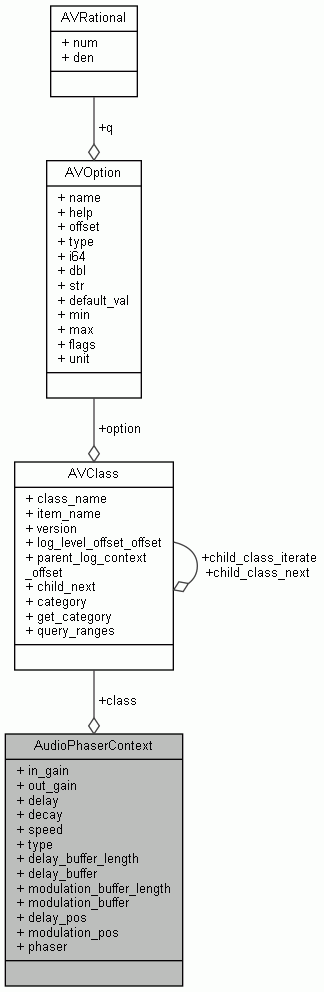 AVRational
+ num
+ den
+q
AVOption
+ name
+ help
+ offset
+ type
+ i64
+ dbl
+ str
+ default_val
+ min
+ max
+ flags
+ unit
+option
AVClass
+ class_name
+ item_name
+ version
+ log_level_offset_offset
+ parent_log_context
_offset
+ child_next
+ category
+ get_category
+ query_ranges
+child_class_iterate
+child_class_next
+class
AudioPhaserContext
+ in_gain
+ out_gain
+ delay
+ decay
+ speed
+ type
+ delay_buffer_length
+ delay_buffer
+ modulation_buffer_length
+ modulation_buffer
+ delay_pos
+ modulation_pos
+ phaser